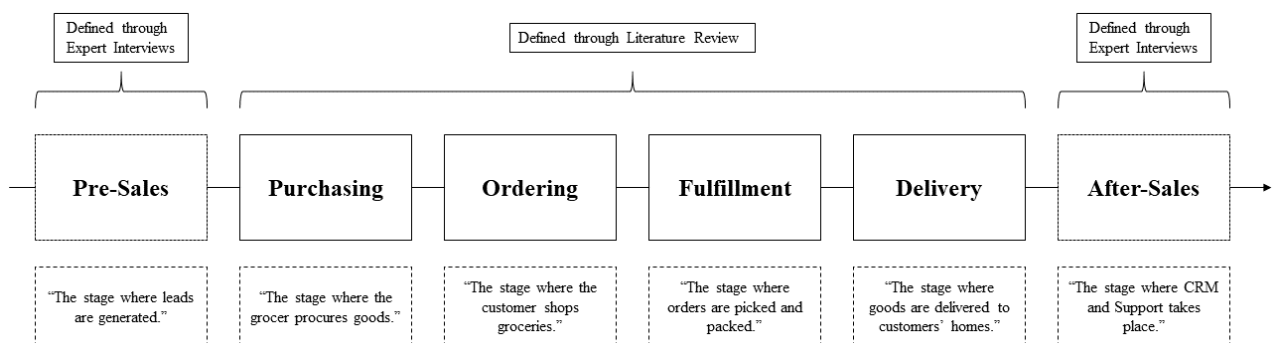 Defined through
Expert Interviews
Defined through Literature Review
Defined through
Expert Interviews
Pre-Sales
Purchasing
Ordering
Fulfillment
Delivery
After-Sales
“The stage where leads
are generated.”
“The stage where the
grocer procures goods.”
“The stage where the
customer shops
groceries.”
“The stage where
orders are picked and
packed.”
“The stage where
goods are delivered to
customers’ homes.”
“The stage where CRM
and Support takes
place.”